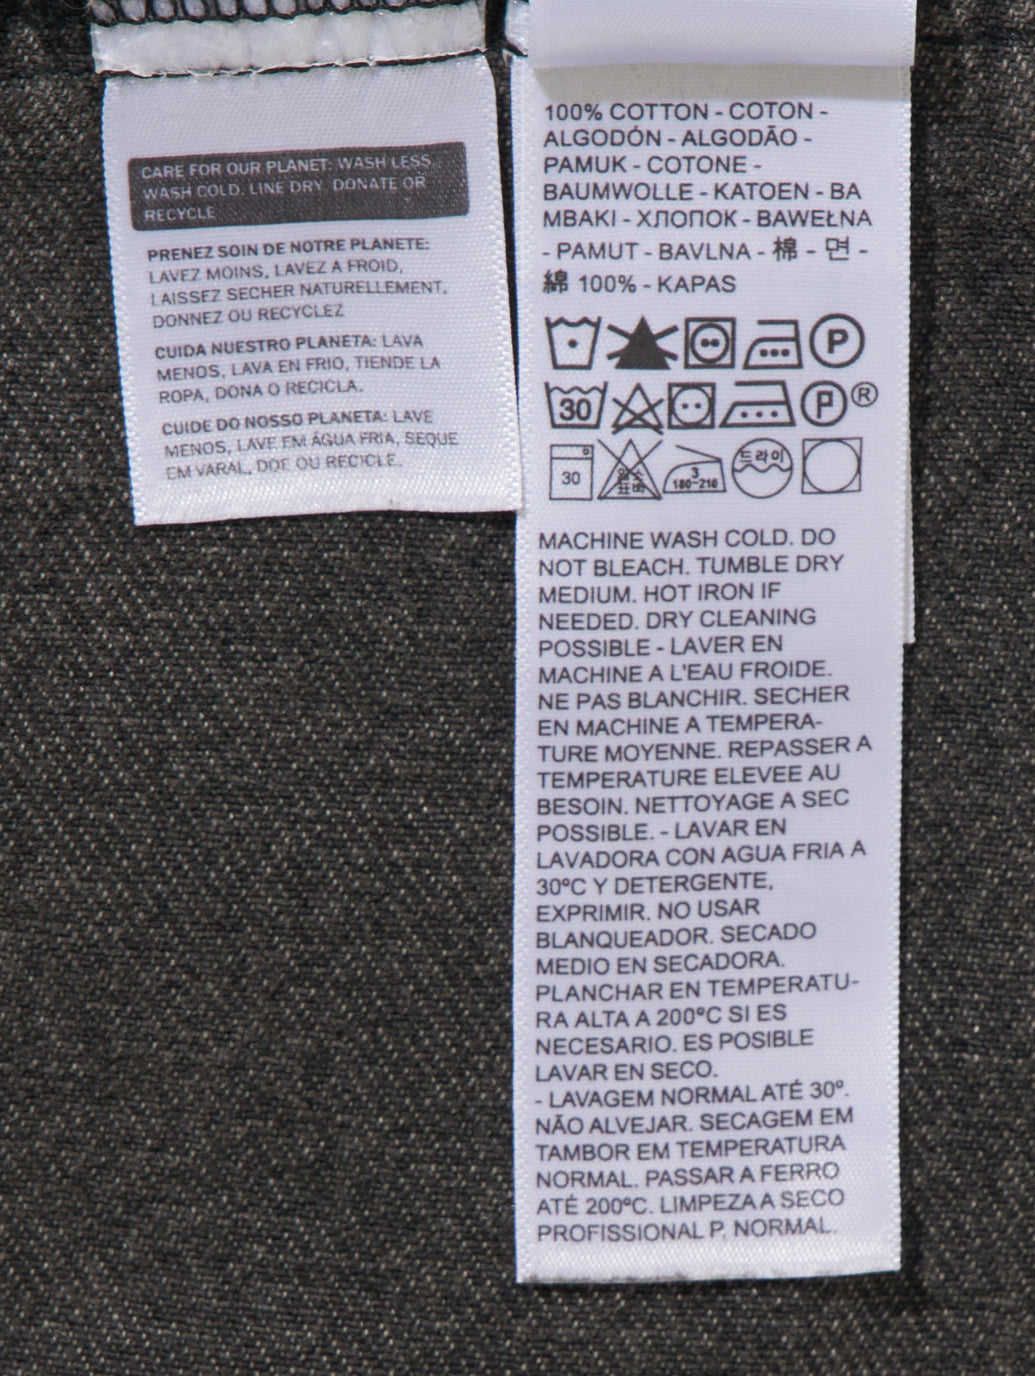 CARE FOR OUR PLANET: WASH LESS,
WASH COLD, LINE DRY, DONATE OR
RECYCLE
PRENEZ SOIN DE NOTRE PLANETE:
LAVEZ MOINS, LAVEZ A FROID,
LAISSEZ SECHER NATURELLEMENT,
DONNEZ OU RECYCLEZ
CUIDA NUESTRO PLANETA: LAVA
MENOS, LAVA EN FRIO, TIENDE LA
ROPA, DONA O RECICLA.
CUIDE DO NOSSO PLANETA: LAVE
MENOS, LAVE EM ÁGUA FRIA, SEQUE
EM VARAL, DOE OU RECICLE.
100% COTTON - COTON -
ALGODÓN - ALGODÃO -
PAMUK - COTONE -
BAUMWOLLE - KATOEN - BA
MBAKI - ХЛОПОК - BAWEŁNA
- PAMUT - BAVLNA - 棉 - 면 -
綿 100% - KAPAS
P
30 P ®
30 3 180~210 드라이
MACHINE WASH COLD. DO
NOT BLEACH. TUMBLE DRY
MEDIUM. HOT IRON IF
NEEDED. DRY CLEANING
POSSIBLE - LAVER EN
MACHINE A L'EAU FROIDE.
NE PAS BLANCHIR. SECHER
EN MACHINE A TEMPERA-
TURE MOYENNE. REPASSER A
TEMPERATURE ELEVEE AU
BESOIN. NETTOYAGE A SEC
POSSIBLE. - LAVAR EN
LAVADORA CON AGUA FRIA A
30ºC Y DETERGENTE,
EXPRIMIR. NO USAR
BLANQUEADOR. SECADO
MEDIO EN SECADORA.
PLANCHAR EN TEMPERATU-
RA ALTA A 200ºC SI ES
NECESARIO. ES POSIBLE
LAVAR EN SECO.
- LAVAGEM NORMAL ATÉ 30º.
NÃO ALVEJAR. SECAGEM EM
TAMBOR EM TEMPERATURA
NORMAL. PASSAR A FERRO
ATÉ 200ºC. LIMPEZA A SECO
PROFISSIONAL P, NORMAL.